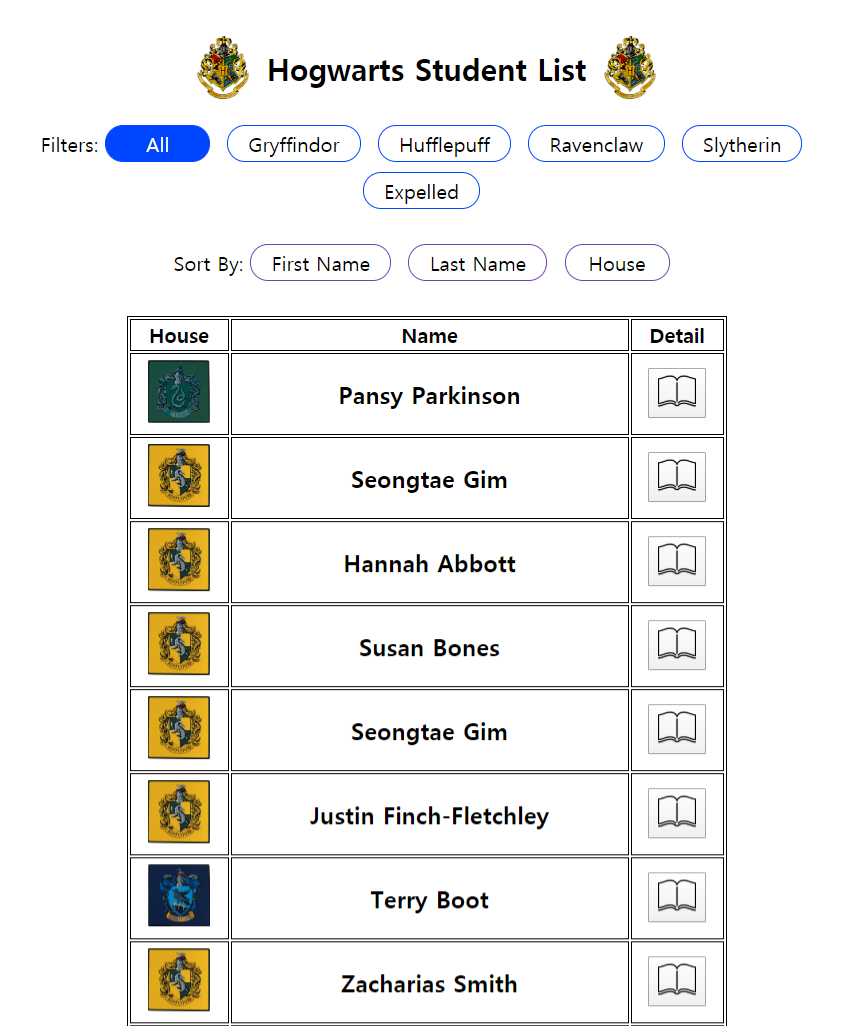 Hogwarts Student List
Filters: All Gryffindor Hufflepuff Ravenclaw Slytherin
Expelled
Sort By: First Name Last Name House
House Name Detail
Pansy Parkinson
Seongtae Gim
Hannah Abbott
Susan Bones
Seongtae Gim
Justin Finch-Fletchley
Terry Boot
Zacharias Smith